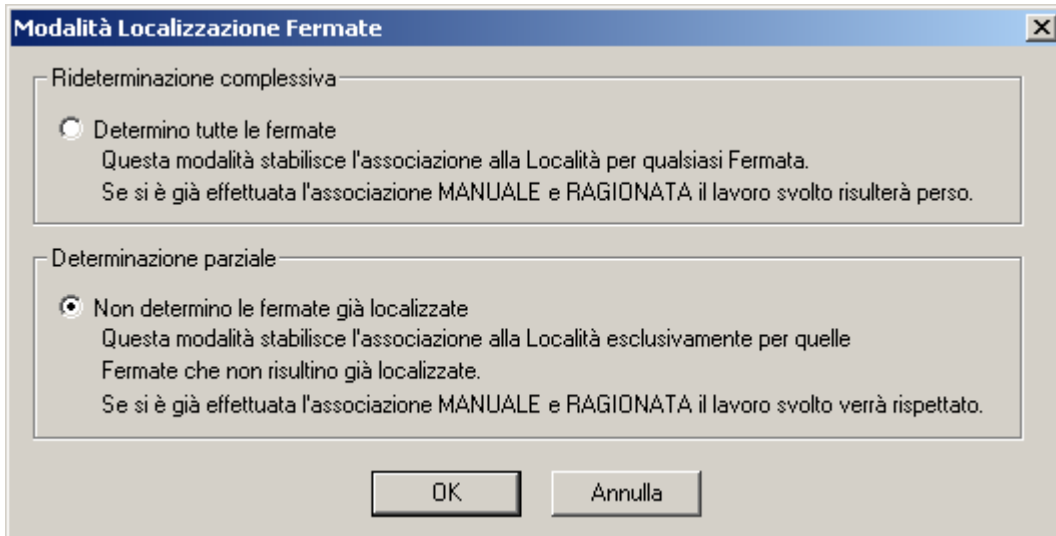 Modalità Localizzazione Fermate
Rideterminazione complessiva
Determino tutte le fermate
Questa modalità stabilisce l'associazione alla Località per qualsiasi Fermata.
Se si è già effettuata l'associazione MANUALE e RAGIONATA il lavoro svolto risulterà perso.
Determinazione parziale
Non determino le fermate già localizzate
Questa modalità stabilisce l'associazione alla Località esclusivamente per quelle
Fermate che non risultino già localizzate.
Se si è già effettuata l'associazione MANUALE e RAGIONATA il lavoro svolto verrà rispettato.
OK Annulla